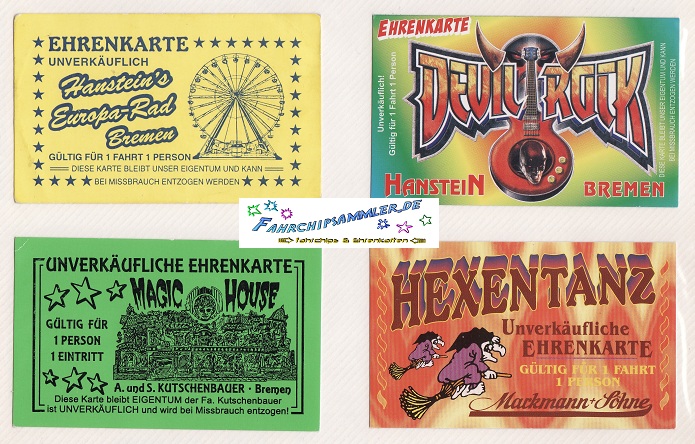 EHRENKARTE
UNVERKÄUFLICH
Hanstein's
Europa-Rad
Bremen
GÜLTIG FÜR 1 FAHRT 1 PERSON
DIESE KARTE BLEIBT UNSER EIGENTUM UND KANN
BEI MISSBRAUCH ENTZOGEN WERDEN
EHRENKARTE
DEVIL ROCK
Unverkäuflich!
Gültig für 1 Fahrt 1 Person
DIESE KARTE BLEIBT UNSER EIGENTUM UND KANN
BEI MISSBRAUCH ENTZOGEN WERDEN
HANSTEIN BREMEN
FAHRCHIPSAMMLER_DE
Fahrchips & Ehrenkarten
UNVERKÄUFLICHE EHRENKARTE
MAGIC HOUSE
GÜLTIG FÜR
1 PERSON
1 EINTRITT
A. und S. KUTSCHENBAUER · Bremen
Diese Karte bleibt EIGENTUM der Fa. Kutschenbauer
ist UNVERKÄUFLICH und wird bei Missbrauch entzogen!
HEXENTANZ
Unverkäufliche
EHRENKARTE
GÜLTIG FÜR 1 FAHRT
1 PERSON
Markmann+Söhne